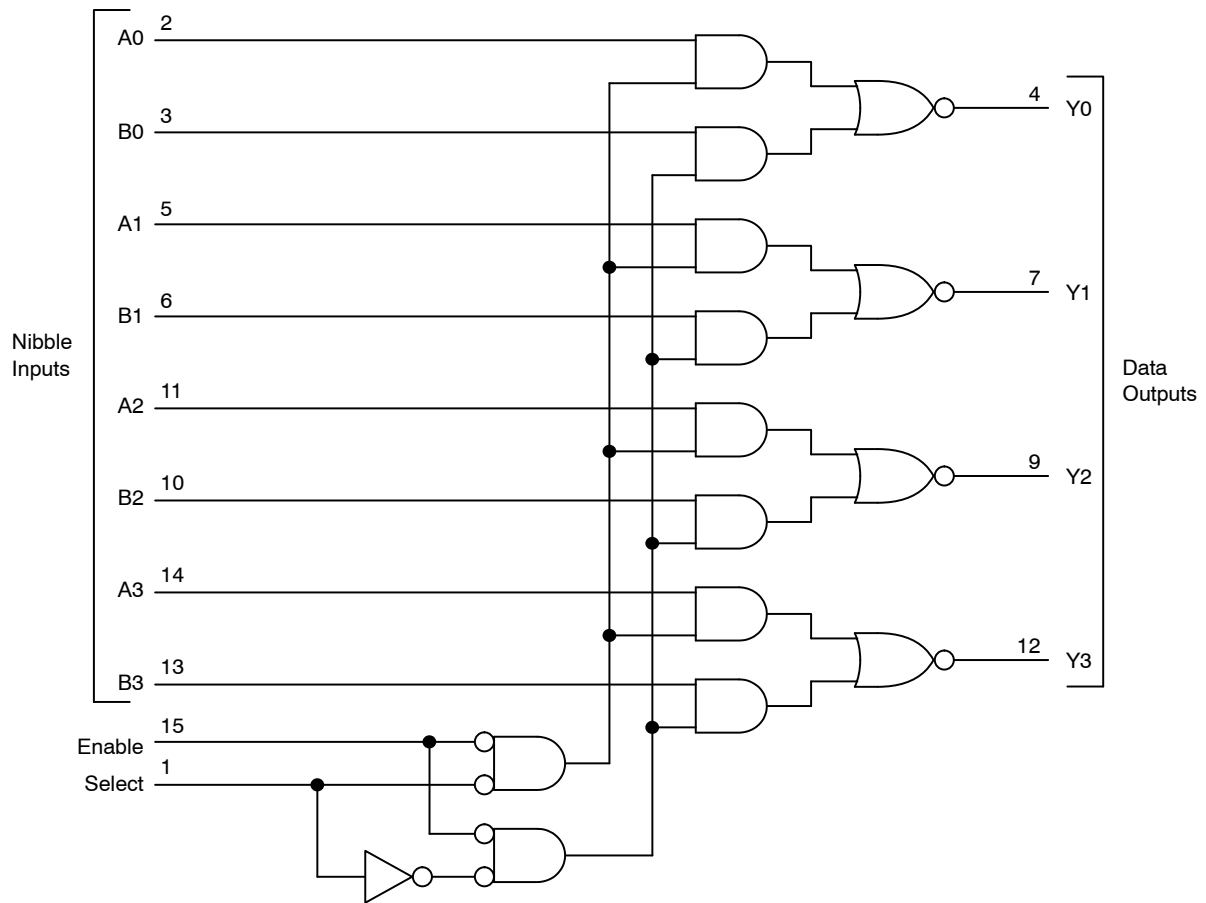 A0 2
B0 3
4 Y0
A1 5
B1 6
7 Y1
Nibble
Inputs
A2 11
Data
Outputs
B2 10
9 Y2
A3 14
B3 13
12 Y3
Enable 15
Select 1